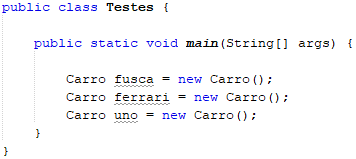 public class Testes {
public static void main(String[] args) {
Carro fusca = new Carro();
Carro ferrari = new Carro();
Carro uno = new Carro();
}
}